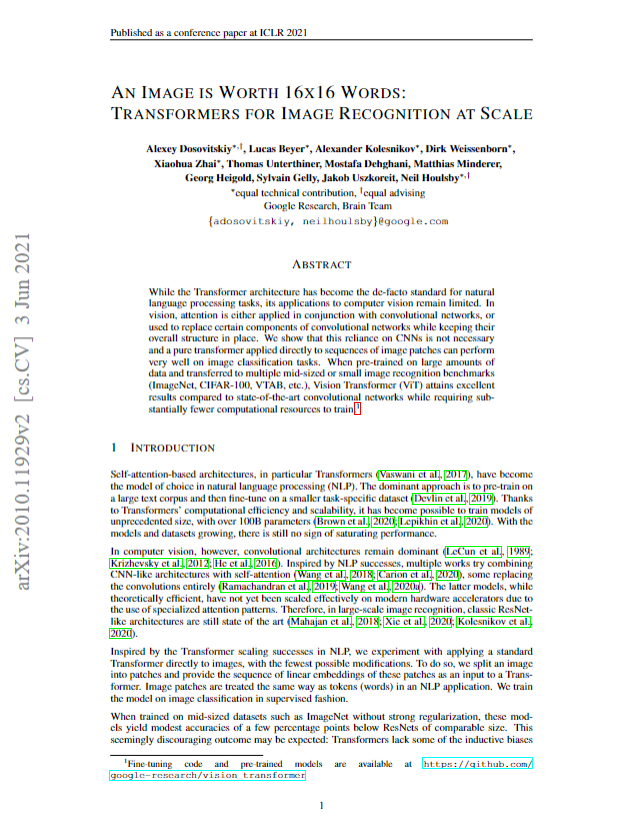 Published as a conference paper at ICLR 2021
AN IMAGE IS WORTH 16X16 WORDS:
TRANSFORMERS FOR IMAGE RECOGNITION AT SCALE
Alexey Dosovitskiy*,†, Lucas Beyer*, Alexander Kolesnikov*, Dirk Weissenborn*,
Xiaohua Zhai*, Thomas Unterthiner, Mostafa Dehghani, Matthias Minderer,
Georg Heigold, Sylvain Gelly, Jakob Uszkoreit, Neil Houlsby*,†
*equal technical contribution, †equal advising
Google Research, Brain Team
{adosovitskiy, neilhoulsby}@google.com
ABSTRACT
While the Transformer architecture has become the de-facto standard for natural
language processing tasks, its applications to computer vision remain limited. In
vision, attention is either applied in conjunction with convolutional networks, or
used to replace certain components of convolutional networks while keeping their
overall structure in place. We show that this reliance on CNNs is not necessary
and a pure transformer applied directly to sequences of image patches can perform
very well on image classification tasks. When pre-trained on large amounts of
data and transferred to multiple mid-sized or small image recognition benchmarks
(ImageNet, CIFAR-100, VTAB, etc.), Vision Transformer (ViT) attains excellent
results compared to state-of-the-art convolutional networks while requiring sub-
stantially fewer computational resources to train.1
1 INTRODUCTION
Self-attention-based architectures, in particular Transformers (Vaswani et al., 2017), have become
the model of choice in natural language processing (NLP). The dominant approach is to pre-train on
a large text corpus and then fine-tune on a smaller task-specific dataset (Devlin et al., 2019). Thanks
to Transformers' computational efficiency and scalability, it has become possible to train models of
unprecedented size, with over 100B parameters (Brown et al., 2020; Lepikhin et al., 2020). With the
models and datasets growing, there is still no sign of saturating performance.
In computer vision, however, convolutional architectures remain dominant (LeCun et al., 1989;
Krizhevsky et al., 2012; He et al., 2016). Inspired by NLP successes, multiple works try combining
CNN-like architectures with self-attention (Wang et al., 2018; Carion et al., 2020), some replacing
the convolutions entirely (Ramachandran et al., 2019; Wang et al., 2020a). The latter models, while
theoretically efficient, have not yet been scaled effectively on modern hardware accelerators due to
the use of specialized attention patterns. Therefore, in large-scale image recognition, classic ResNet-
like architectures are still state of the art (Mahajan et al., 2018; Xie et al., 2020; Kolesnikov et al.,
2020).
Inspired by the Transformer scaling successes in NLP, we experiment with applying a standard
Transformer directly to images, with the fewest possible modifications. To do so, we split an image
into patches and provide the sequence of linear embeddings of these patches as an input to a Trans-
former. Image patches are treated the same way as tokens (words) in an NLP application. We train
the model on image classification in supervised fashion.
When trained on mid-sized datasets such as ImageNet without strong regularization, these mod-
els yield modest accuracies of a few percentage points below ResNets of comparable size. This
seemingly discouraging outcome may be expected: Transformers lack some of the inductive biases
1Fine-tuning code and pre-trained models are available at https://github.com/
google-research/vision_transformer
1
arXiv:2010.11929v2 [cs.CV] 3 Jun 2021